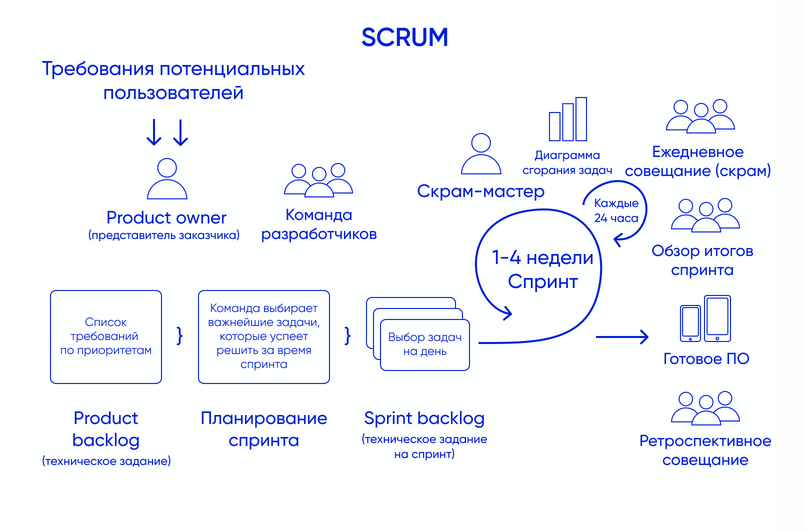 SCRUM
Требования потенциальных
пользователей
Product owner
(представитель заказчика)
Команда
разработчиков
Скрам-мастер
Диаграмма
сгорания задач
Ежедневное
совещание (скрам)
Каждые
24 часа
1-4 недели
Спринт
Обзор итогов
спринта
Готовое ПО
Ретроспективное
совещание
Список
требований
по приоритетам
}
Команда выбирает
важнейшие задачи,
которые успеет
решить за время
спринта
}
Выбор задач
на день
Product
backlog
(техническое задание)
Планирование
спринта
Sprint backlog
(техническое задание
на спринт)